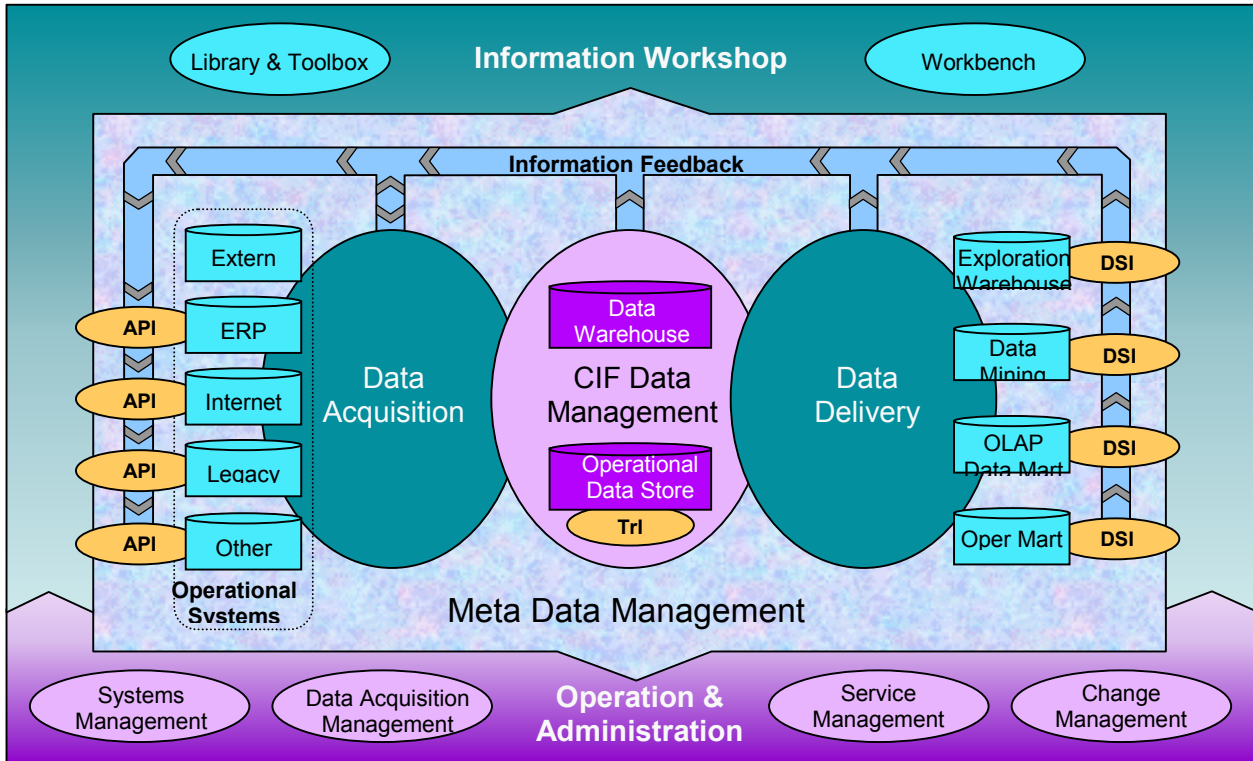 Library & Toolbox
Information Workshop
Workbench
Information Feedback
Extern
ERP
Internet
Legacy
Other
Operational
Systems
API
API
API
API
Data
Acquisition
Data
Warehouse
CIF Data
Management
Operational
Data Store
TrI
Data
Delivery
Exploration
Warehouse
Data
Mining
OLAP
Data Mart
Oper Mart
DSI
DSI
DSI
DSI
Meta Data Management
Systems
Management
Data Acquisition
Management
Operation &
Administration
Service
Management
Change
Management